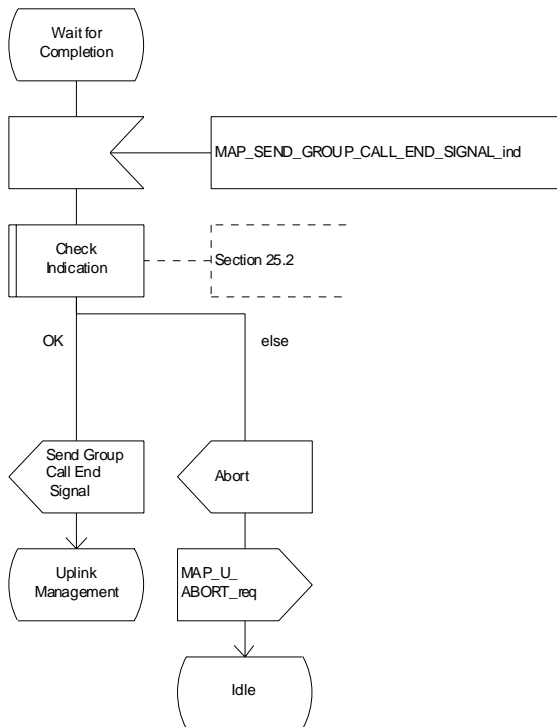 Wait for
Completion
MAP_SEND_GROUP_CALL_END_SIGNAL_ind
Check
Indication
Section 25.2
OK
else
Send Group
Call End
Signal
Abort
Uplink
Management
MAP_U_
ABORT_req
Idle